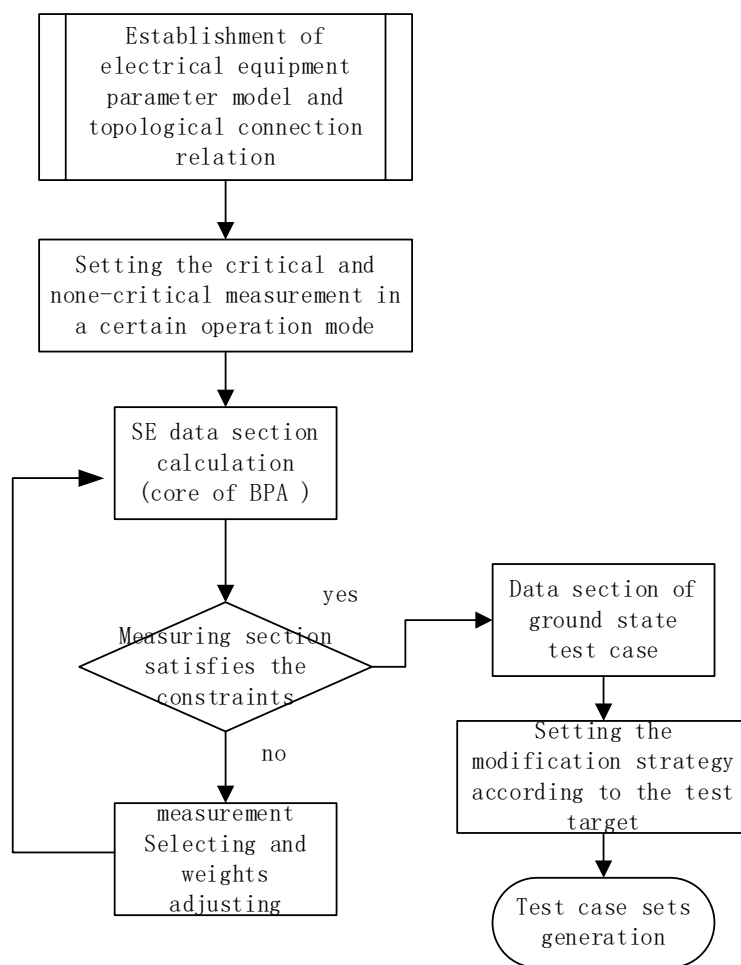 Establishment of
electrical equipment
parameter model and
topological connection
relation
Setting the critical and
none-critical measurement in
a certain operation mode
SE data section
calculation
(core of BPA )
Measuring section
satisfies the
constraints
yes
no
measurement
Selecting and
weights
adjusting
Data section of
ground state
test case
Setting the
modification strategy
according to the test
target
Test case sets
generation